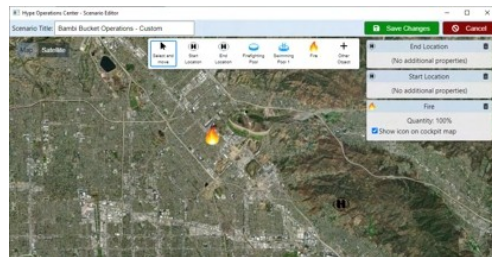 Hype Operations Center - Scenario Editor
Scenario Title: Bambi Bucket Operations - Custom
Save Changes
Cancel
Map
Satellite
Select and move
Start Location
End Location
Firefighting Pool
Swimming Pool
Fire
Other Object
End Location
(No additional properties)
Start Location
(No additional properties)
Fire
Quantity: 100%
Show icon on cockpit map
H